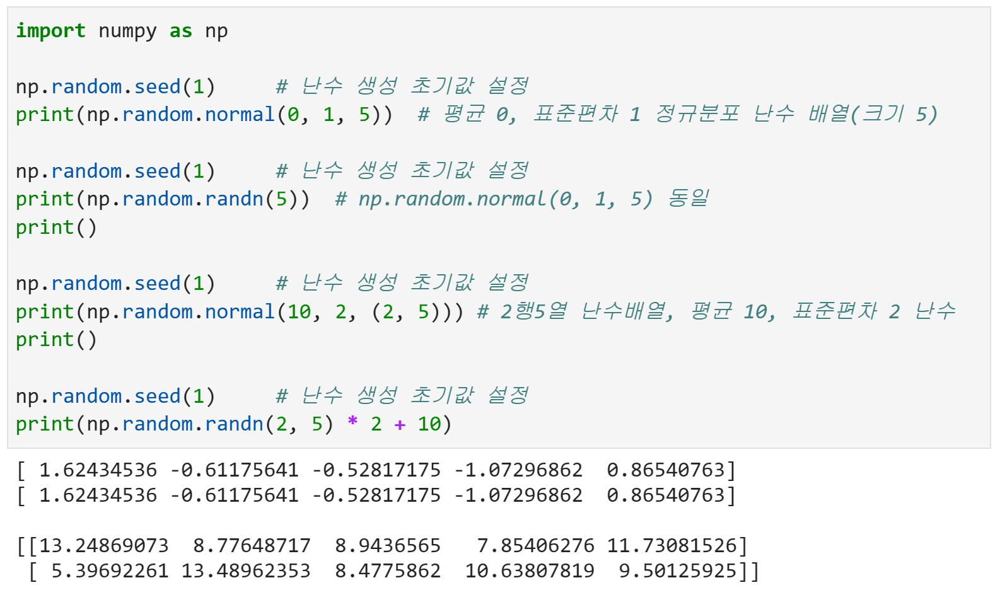 import numpy as np
np.random.seed(1)     # 난수 생성 초기값 설정
print(np.random.normal(0, 1, 5))  # 평균 0, 표준편차 1 정규분포 난수 배열(크기 5)
np.random.seed(1)     # 난수 생성 초기값 설정
print(np.random.randn(5))  # np.random.normal(0, 1, 5) 동일
print()
np.random.seed(1)     # 난수 생성 초기값 설정
print(np.random.normal(10, 2, (2, 5))) # 2행5열 난수배열, 평균 10, 표준편차 2 난수
print()
np.random.seed(1)     # 난수 생성 초기값 설정
print(np.random.randn(2, 5) * 2 + 10)
[ 1.62434536 -0.61175641 -0.52817175 -1.07296862  0.86540763]
[ 1.62434536 -0.61175641 -0.52817175 -1.07296862  0.86540763]
[[13.24869073  8.77648717  8.9436565   7.85406276 11.73081526]
 [ 5.39692261 13.48962353  8.4775862  10.63807819  9.50125925]]